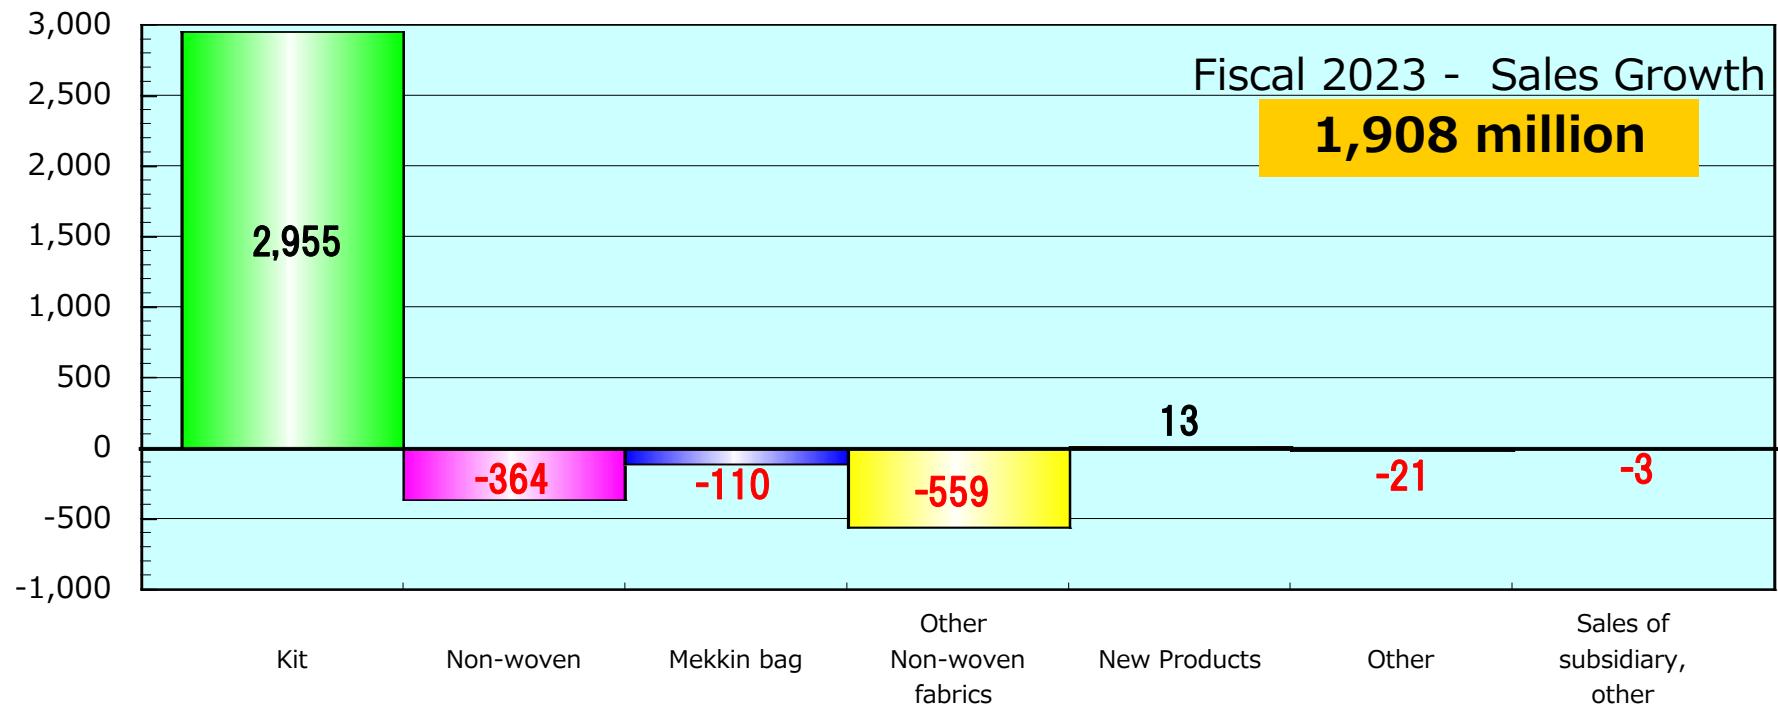 3,000
2,500
2,000
1,500
1,000
500
0
-500
-1,000
Fiscal 2023 - Sales Growth
1,908 million
2,955
-364
-110
-559
13
-21
-3
Kit
Non-woven
Mekkin bag
Other
Non-woven
fabrics
New Products
Other
Sales of
subsidiary,
other